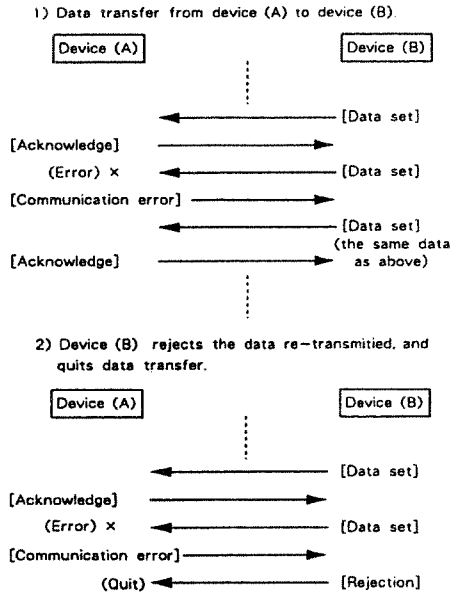 1) Data transfer from device (A) to device (B).
Device (A) Device (B)
[Data set]
[Acknowledge]
(Error) × [Data set]
[Communication error]
[Data set]
(the same data
[Acknowledge] as above)
2) Device (B) rejects the data re-transmitied, and
quits data transfer.
Device (A) Device (B)
[Data set]
[Acknowledge]
(Error) × [Data set]
[Communication error]
(Quit) [Rejection]